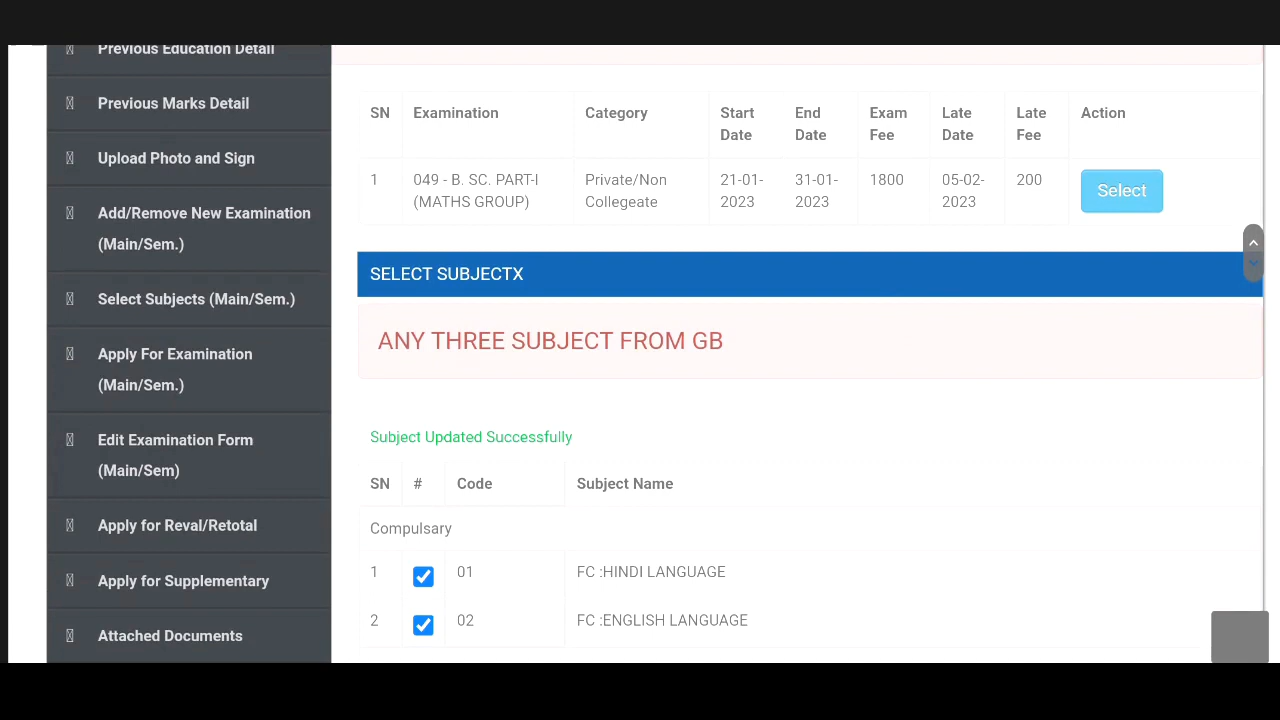 Previous Education Detail
Previous Marks Detail
Upload Photo and Sign
Add/Remove New Examination
(Main/Sem.)
Select Subjects (Main/Sem.)
Apply For Examination
(Main/Sem.)
Edit Examination Form
(Main/Sem)
Apply for Reval/Retotal
Apply for Supplementary
Attached Documents
SN Examination Category Start Date End Date Exam Fee Late Date Late Fee Action
1 049 - B. SC. PART-I (MATHS GROUP) Private/Non Collegeate 21-01-2023 31-01-2023 1800 05-02-2023 200 Select
SELECT SUBJECTX
ANY THREE SUBJECT FROM GB
Subject Updated Successfully
SN # Code Subject Name
Compulsary
1 01 FC :HINDI LANGUAGE
2 02 FC :ENGLISH LANGUAGE